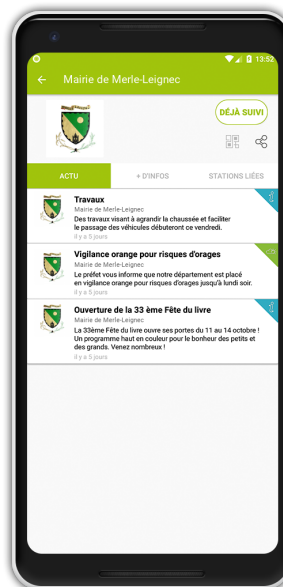 13:52
Mairie de Merle-Leignec
DÉJÀ SUIVI
ACTU + D'INFOS STATIONS LIÉES
Travaux
Mairie de Merle-Leignec
Des travaux visant à agrandir la chaussée et faciliter
le passage des véhicules débuteront ce vendredi.
il y a 5 jours
Vigilance orange pour risques d'orages
Mairie de Merle-Leignec
Le préfet vous informe que notre département est placé
en vigilance orange pour risques d'orages jusqu'à lundi soir.
il y a 5 jours
Ouverture de la 33 ème Fête du livre
Mairie de Merle-Leignec
La 33ème Fête du livre ouvre ses portes du 11 au 14 octobre !
Un programme haut en couleur pour le bonheur des petits et
des grands. Venez nombreux !
il y a 5 jours